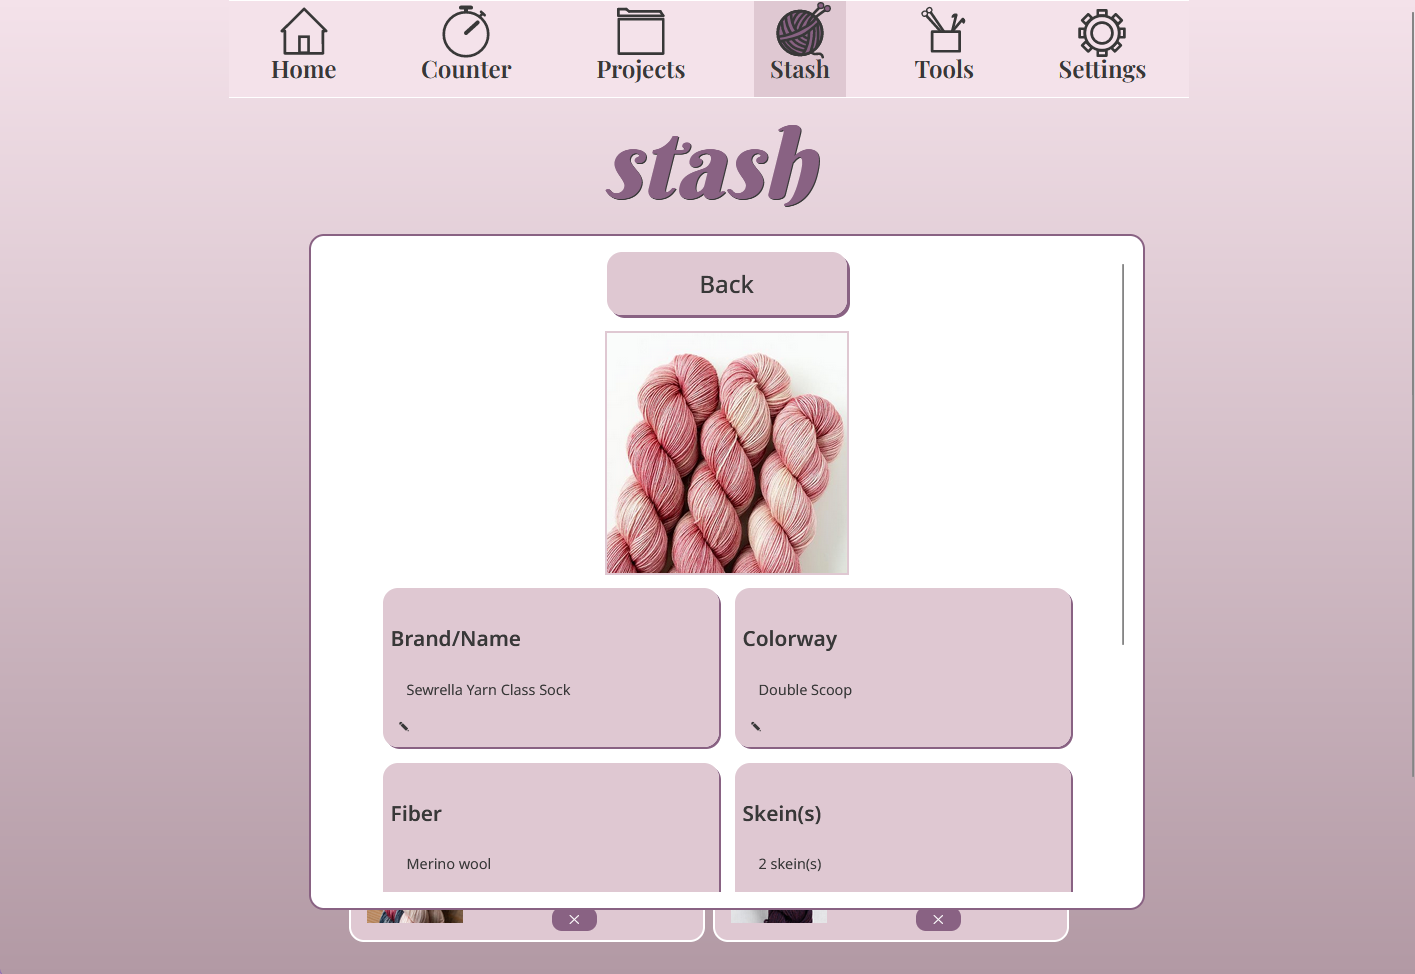 Home Counter Projects Stash Tools Settings
stash
Back
Brand/Name Colorway
Sewrella Yarn Class Sock Double Scoop
Fiber Skein(s)
Merino wool 2 skein(s)